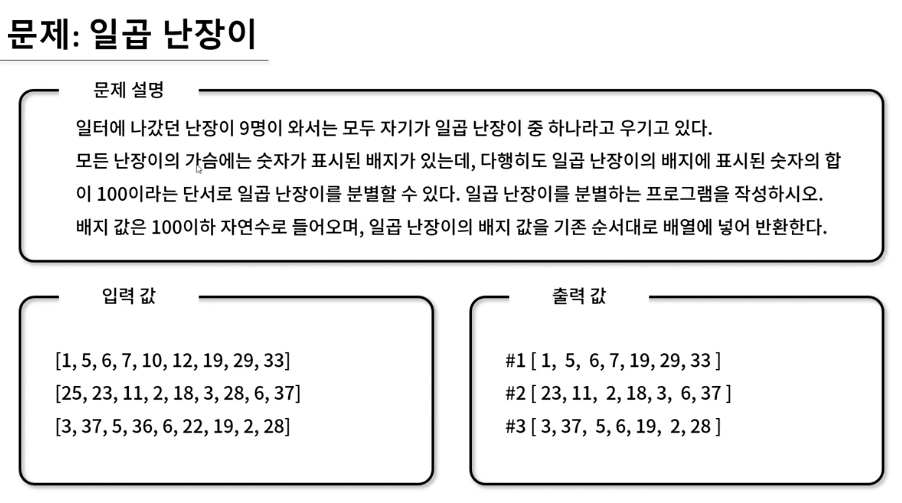 문제: 일곱 난장이
문제 설명
일터에 나갔던 난장이 9명이 와서는 모두 자기가 일곱 난장이 중 하나라고 우기고 있다.
모든 난장이의 가슴에는 숫자가 표시된 배지가 있는데, 다행히도 일곱 난장이의 배지에 표시된 숫자의 합
이 100이라는 단서로 일곱 난장이를 분별할 수 있다. 일곱 난장이를 분별하는 프로그램을 작성하시오.
배지 값은 100이하 자연수로 들어오며, 일곱 난장이의 배지 값을 기존 순서대로 배열에 넣어 반환한다.
입력 값
[1, 5, 6, 7, 10, 12, 19, 29, 33]
[25, 23, 11, 2, 18, 3, 28, 6, 37]
[3, 37, 5, 36, 6, 22, 19, 2, 28]
출력 값
#1 [ 1, 5, 6, 7, 19, 29, 33 ]
#2 [ 23, 11, 2, 18, 3, 6, 37 ]
#3 [ 3, 37, 5, 6, 19, 2, 28 ]